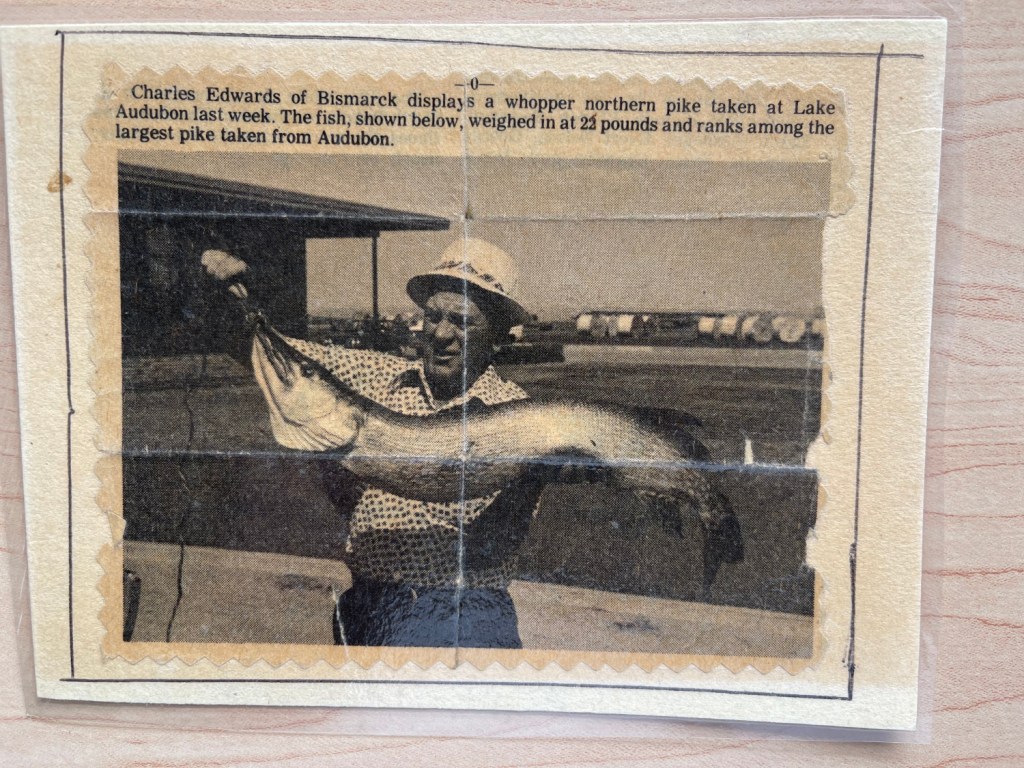 —0—
Charles Edwards of Bismarck displays a whopper northern pike taken at Lake
Audubon last week. The fish, shown below, weighed in at 22 pounds and ranks among the
largest pike taken from Audubon.